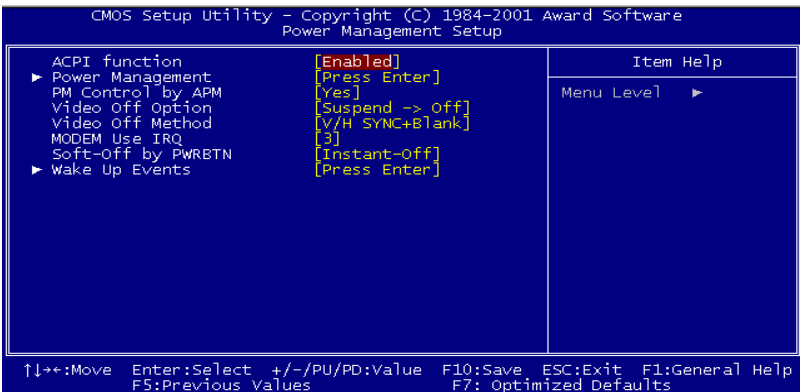 CMOS Setup Utility - Copyright (C) 1984-2001 Award Software
Power Management Setup
ACPI function [Enabled]
► Power Management [Press Enter]
PM Control by APM [Yes]
Video Off Option [Suspend -> Off]
Video Off Method [V/H SYNC+Blank]
MODEM Use IRQ [3]
Soft-Off by PWRBTN [Instant-Off]
► Wake Up Events [Press Enter]
Item Help
Menu Level ►
↑↓→←:Move Enter:Select +/-/PU/PD:Value F10:Save ESC:Exit F1:General Help
F5:Previous Values F7: Optimized Defaults